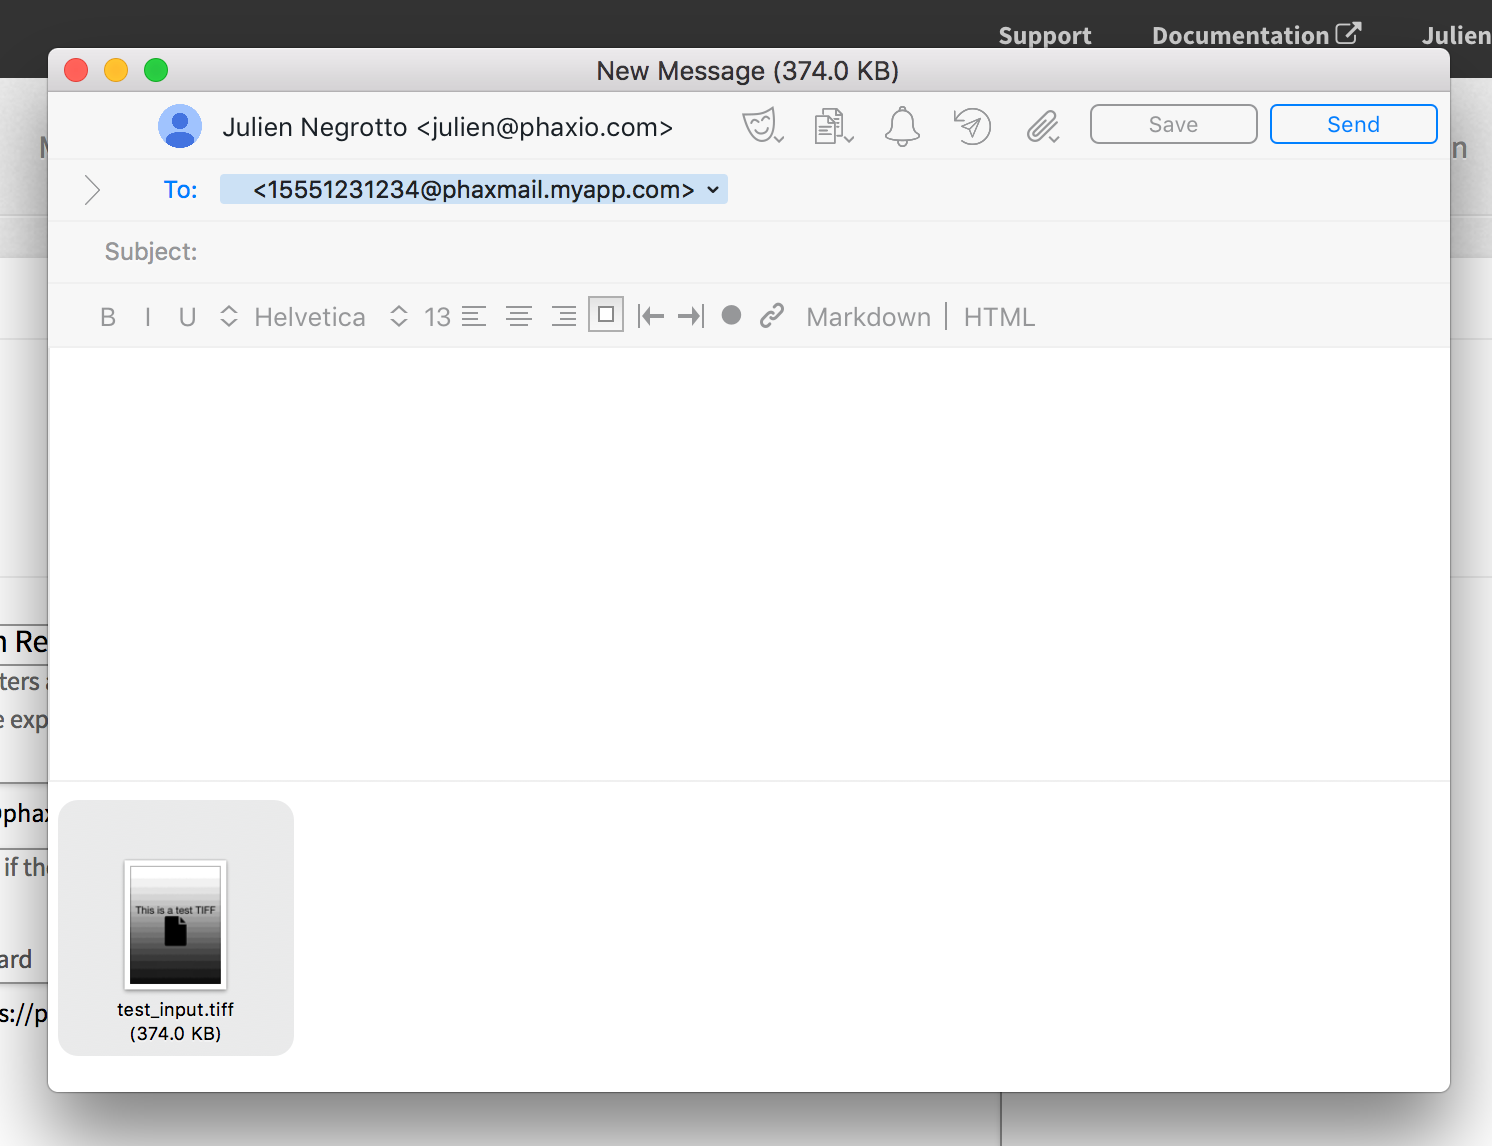 Support Documentation Julien
New Message (374.0 KB)
Julien Negrotto <julien@phaxio.com>
Save
Send
To: <15551231234@phaxmail.myapp.com>
Subject:
B I U Helvetica 13 Markdown | HTML
n Re
ters
e exp
@phax
if the
ard
s://p
This is a test TIFF
test_input.tiff
(374.0 KB)